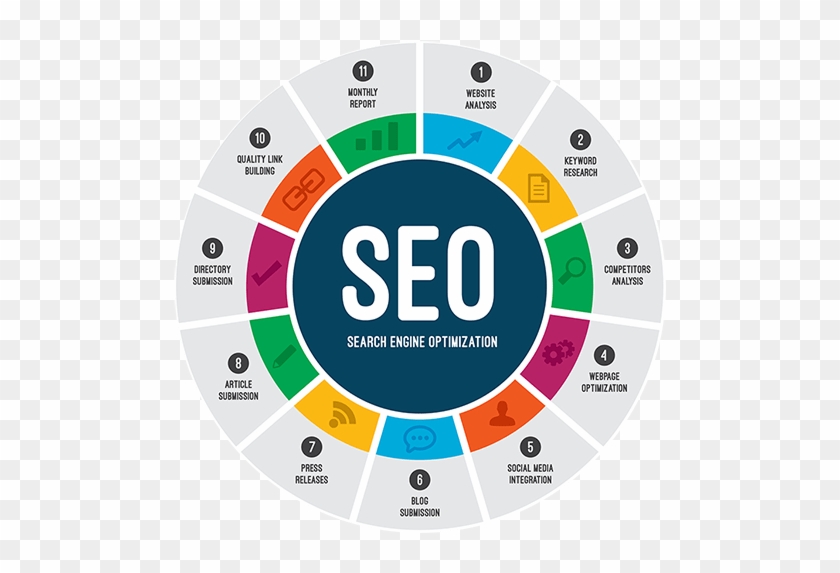 SEO
SEARCH ENGINE OPTIMIZATION
1
WEBSITE
ANALYSIS
2
KEYWORD
RESEARCH
3
COMPETITORS
ANALYSIS
4
WEBPAGE
OPTIMIZATION
5
SOCIAL MEDIA
INTEGRATION
6
BLOG
SUBMISSION
7
PRESS
RELEASES
8
ARTICLE
SUBMISSION
9
DIRECTORY
SUBMISSION
10
QUALITY LINK
BUILDING
11
MONTHLY
REPORT